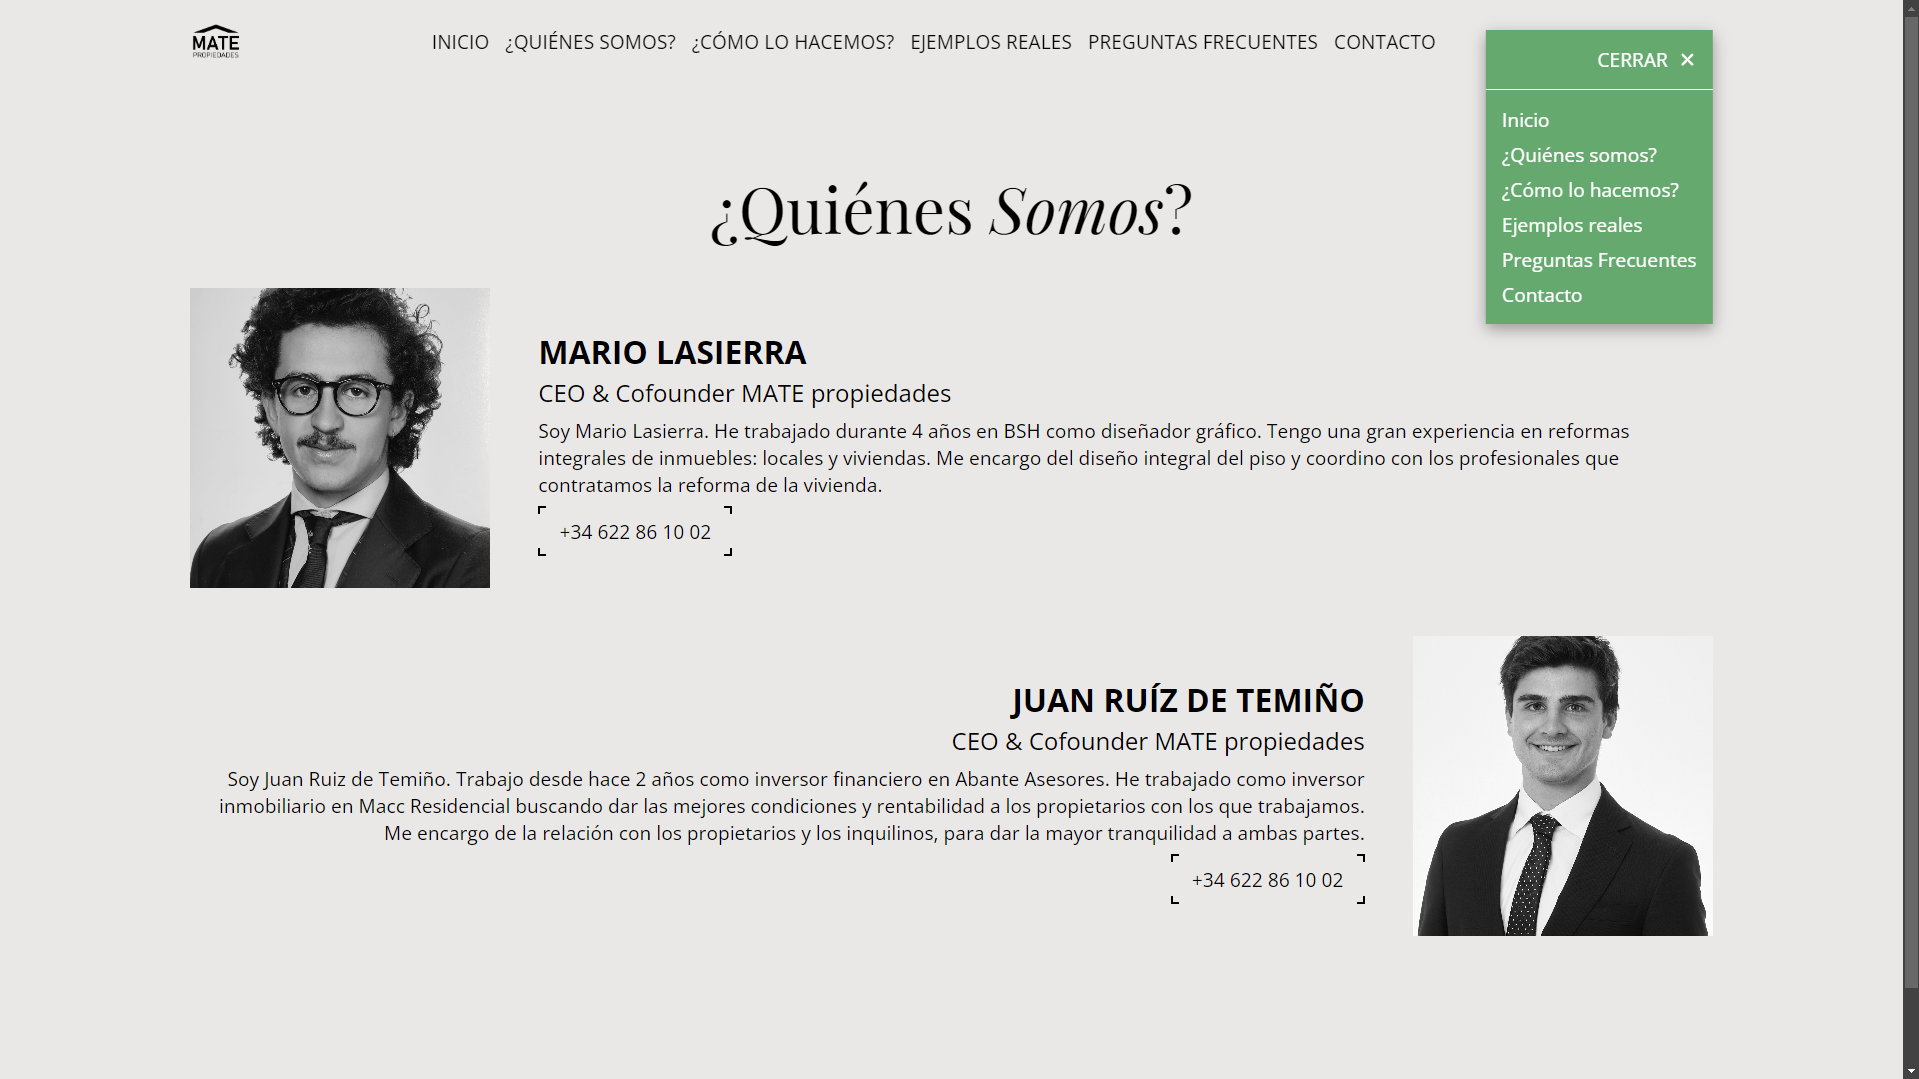 MATE
PROPIEDADES
INICIO ¿QUIÉNES SOMOS? ¿CÓMO LO HACEMOS? EJEMPLOS REALES PREGUNTAS FRECUENTES CONTACTO
CERRAR ✕
Inicio
¿Quiénes somos?
¿Cómo lo hacemos?
Ejemplos reales
Preguntas Frecuentes
Contacto
¿Quiénes Somos?
MARIO LASIERRA
CEO & Cofounder MATE propiedades
Soy Mario Lasierra. He trabajado durante 4 años en BSH como diseñador gráfico. Tengo una gran experiencia en reformas
integrales de inmuebles: locales y viviendas. Me encargo del diseño integral del piso y coordino con los profesionales que
contratamos la reforma de la vivienda.
+34 622 86 10 02
JUAN RUÍZ DE TEMIÑO
CEO & Cofounder MATE propiedades
Soy Juan Ruiz de Temiño. Trabajo desde hace 2 años como inversor financiero en Abante Asesores. He trabajado como inversor
inmobiliario en Macc Residencial buscando dar las mejores condiciones y rentabilidad a los propietarios con los que trabajamos.
Me encargo de la relación con los propietarios y los inquilinos, para dar la mayor tranquilidad a ambas partes.
+34 622 86 10 02